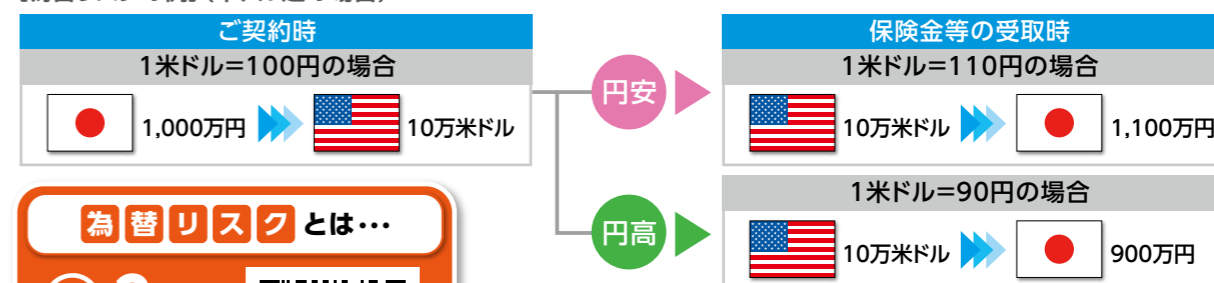 ご契約時
1米ドル=100円の場合
1,000万円
10万米ドル
円安
保険金等の受取時
1米ドル=110円の場合
10万米ドル
1,100万円
円高
1米ドル=90円の場合
10万米ドル
900万円
為替リスクとは…